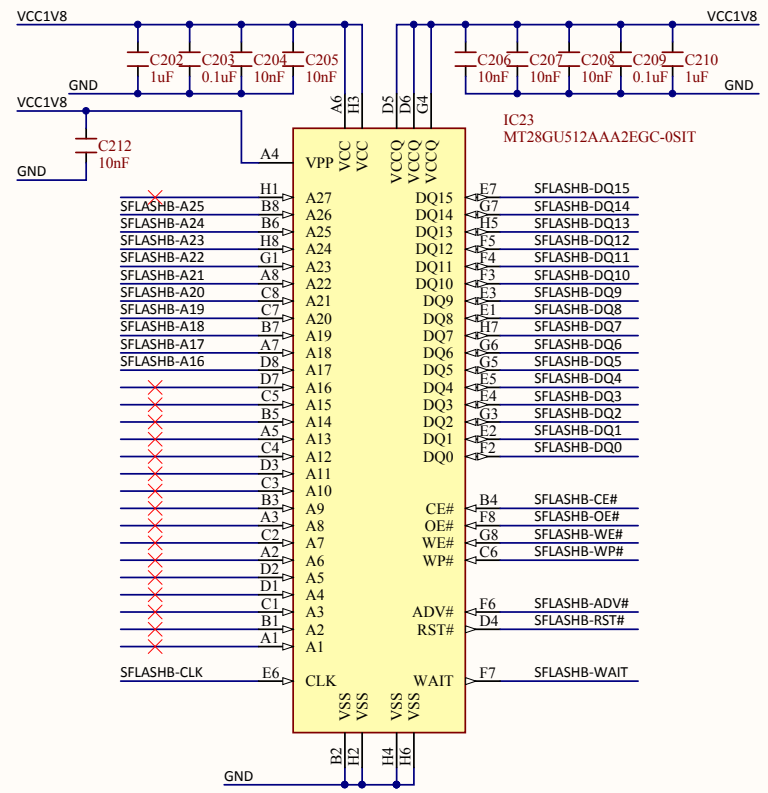 VCC1V8 VCC1V8
C202 C203 C204 C205 C206 C207 C208 C209 C210
1uF 0.1uF 10nF 10nF 10nF 10nF 10nF 0.1uF 1uF
GND GND
VCC1V8 A6 H3 D5 D6 G4
IC23
MT28GU512AAA2EGC-0SIT
C212
10nF
VCC VCC VCCQ VCCQ VCCQ
A4 VPP
GND
H1 A27 DQ15 E7 SFLASHB-DQ15
SFLASHB-A25 B8 A26 DQ14 G7 SFLASHB-DQ14
SFLASHB-A24 B6 A25 DQ13 H5 SFLASHB-DQ13
SFLASHB-A23 H8 A24 DQ12 F5 SFLASHB-DQ12
SFLASHB-A22 G1 A23 DQ11 F4 SFLASHB-DQ11
SFLASHB-A21 A8 A22 DQ10 F3 SFLASHB-DQ10
SFLASHB-A20 C8 A21 DQ9 E3 SFLASHB-DQ9
SFLASHB-A19 C7 A20 DQ8 E1 SFLASHB-DQ8
SFLASHB-A18 B7 A19 DQ7 H7 SFLASHB-DQ7
SFLASHB-A17 A7 A18 DQ6 G6 SFLASHB-DQ6
SFLASHB-A16 D8 A17 DQ5 G5 SFLASHB-DQ5
D7 A16 DQ4 E5 SFLASHB-DQ4
C5 A15 DQ3 E4 SFLASHB-DQ3
B5 A14 DQ2 G3 SFLASHB-DQ2
A5 A13 DQ1 E2 SFLASHB-DQ1
C4 A12 DQ0 F2 SFLASHB-DQ0
D3 A11
C3 A10
B3 A9 CE# B4 SFLASHB-CE#
A3 A8 OE# F8 SFLASHB-OE#
C2 A7 WE# G8 SFLASHB-WE#
A2 A6 WP# C6 SFLASHB-WP#
D2 A5
D1 A4
C1 A3 ADV# F6 SFLASHB-ADV#
B1 A2 RST# D4 SFLASHB-RST#
A1 A1
SFLASHB-CLK E6 CLK WAIT F7 SFLASHB-WAIT
VSS VSS VSS VSS
B2 H2 H4 H6
GND